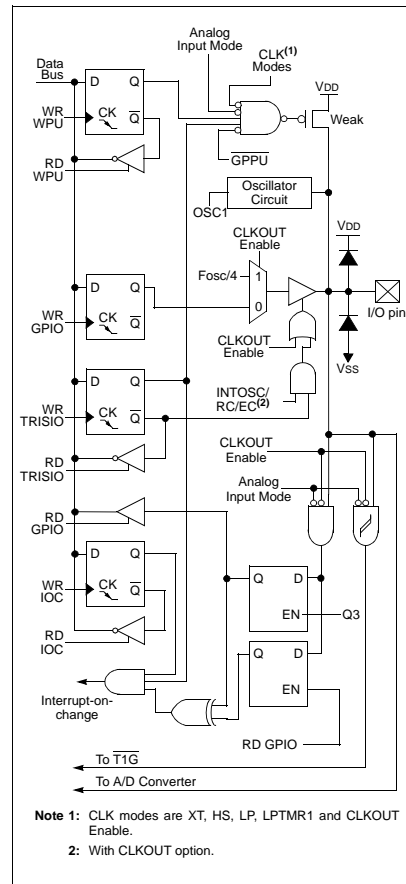 Analog
Input Mode
CLK(1)
Modes
Data
Bus
D Q
WR
WPU
CK
Q
RD
WPU
VDD
Weak
GPPU
Oscillator
Circuit
OSC1
CLKOUT
Enable
VDD
Fosc/4
1
0
D Q
WR
GPIO
CK
Q
I/O pin
CLKOUT
Enable
VSS
INTOSC/
RC/EC(2)
D Q
WR
TRISIO
CK
Q
RD
TRISIO
CLKOUT
Enable
Analog
Input Mode
RD
GPIO
D Q
WR
IOC
CK
Q
RD
IOC
Q D
EN
Q3
Q D
EN
Interrupt-on-
change
RD GPIO
To T1G
To A/D Converter
Note 1: CLK modes are XT, HS, LP, LPTMR1 and CLKOUT
Enable.
2: With CLKOUT option.